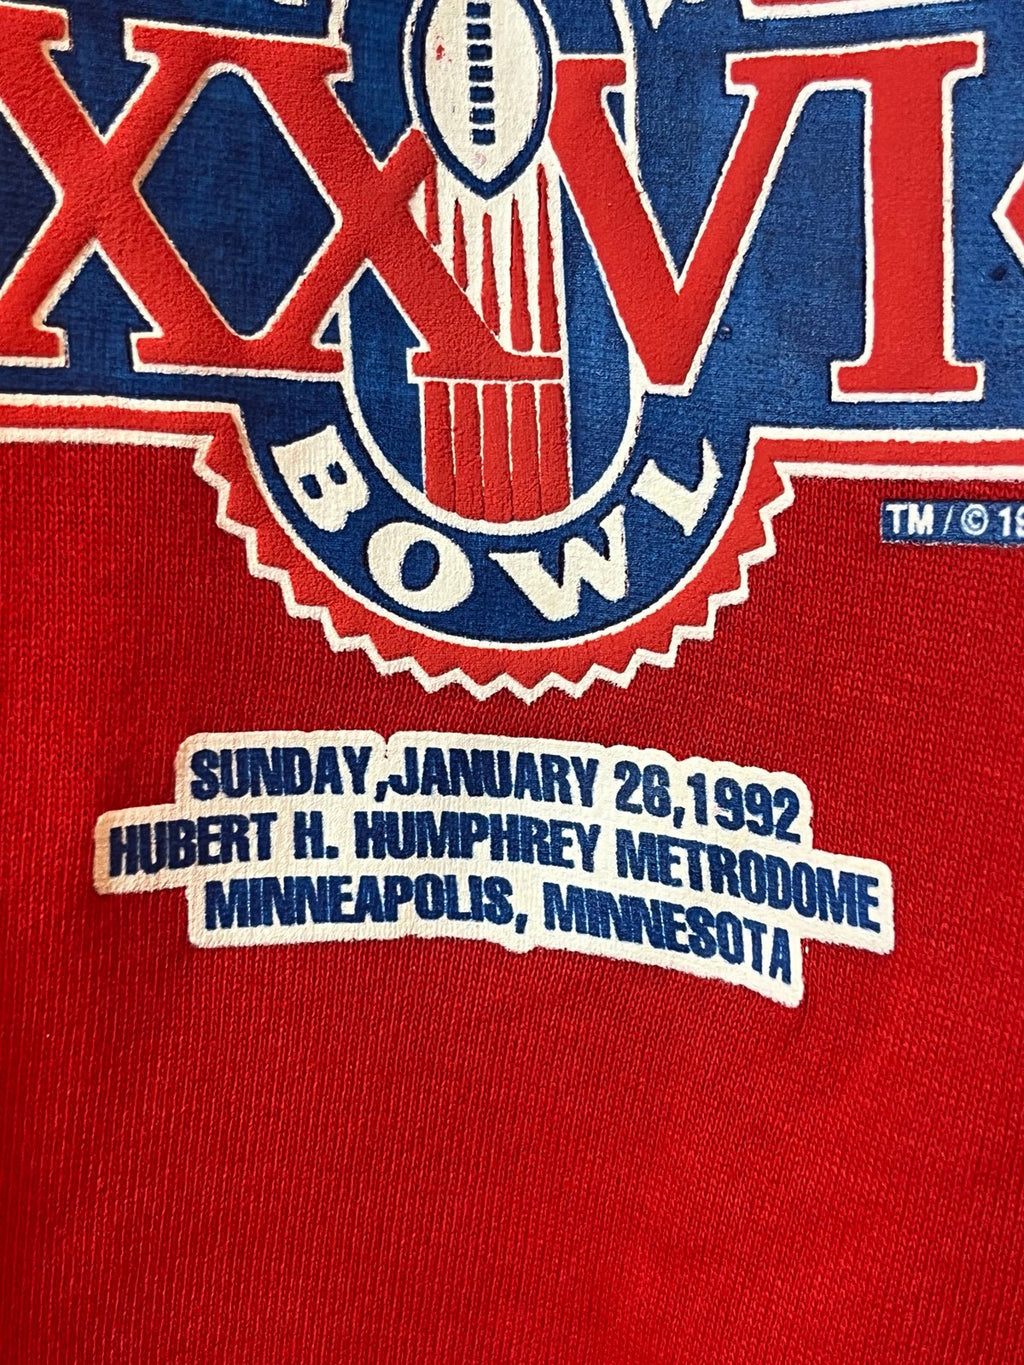 XXVI
BOWL
TM / © 19
SUNDAY, JANUARY 26, 1992
HUBERT H. HUMPHREY METRODOME
MINNEAPOLIS, MINNESOTA